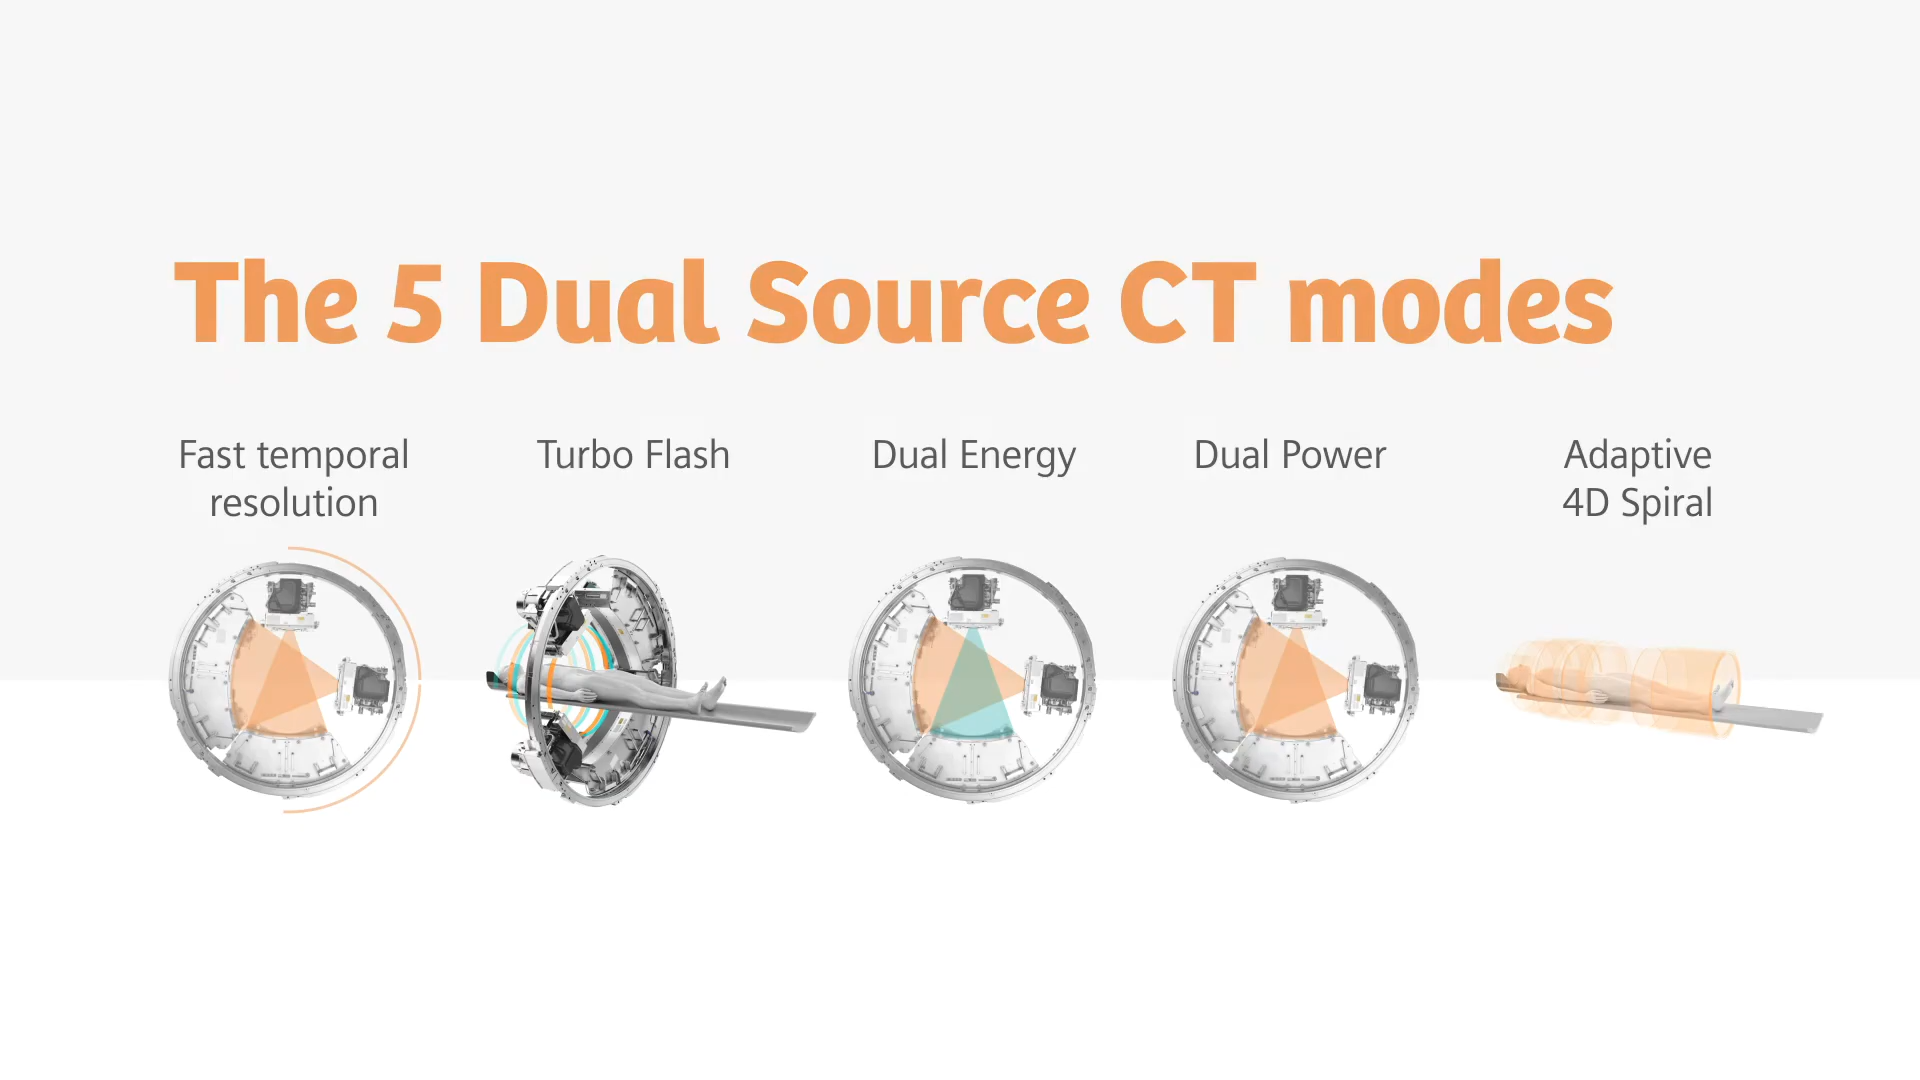 The 5 Dual Source CT modes
Fast temporal
resolution
Turbo Flash
Dual Energy
Dual Power
Adaptive
4D Spiral